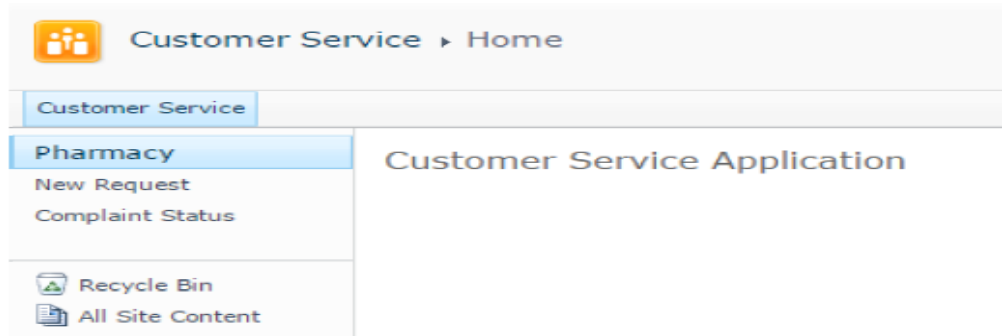 Customer Service ▸ Home
Customer Service
Pharmacy
New Request
Complaint Status
Recycle Bin
All Site Content
Customer Service Application